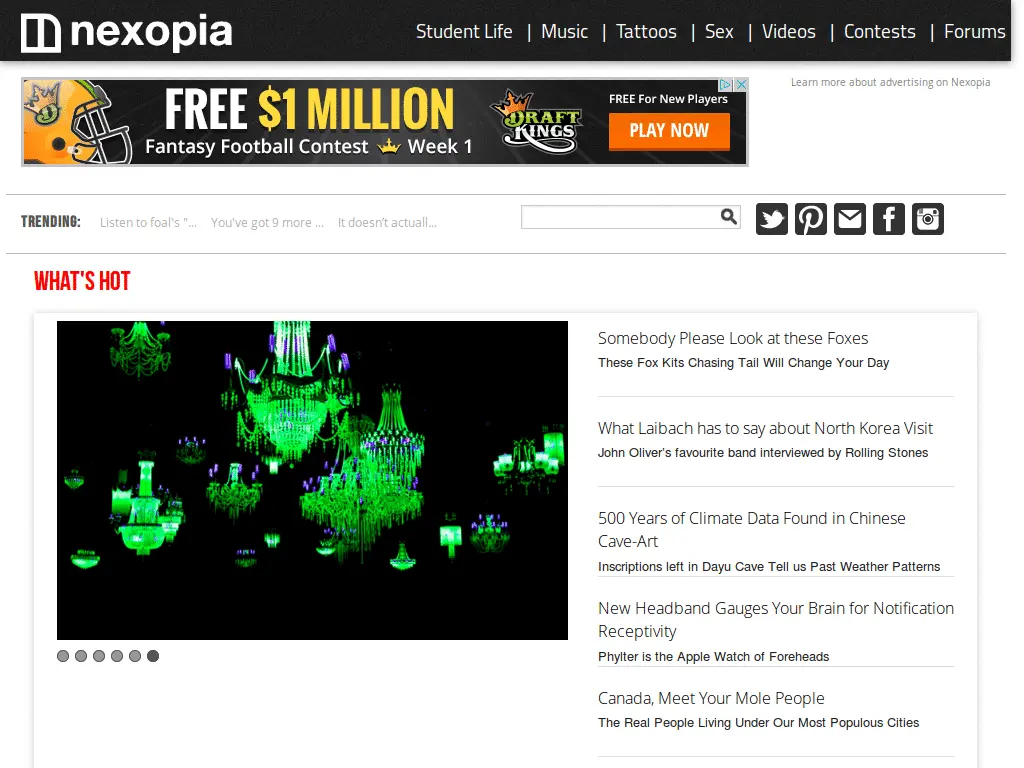 nexopia
Student Life | Music | Tattoos | Sex | Videos | Contests | Forums
FREE $1 MILLION
Fantasy Football Contest Week 1
DRAFT KINGS
FREE For New Players
PLAY NOW
Learn more about advertising on Nexopia
TRENDING: Listen to foal's "... You've got 9 more ... It doesn't actuall...
WHAT'S HOT
Somebody Please Look at these Foxes
These Fox Kits Chasing Tail Will Change Your Day
What Laibach has to say about North Korea Visit
John Oliver's favourite band interviewed by Rolling Stones
500 Years of Climate Data Found in Chinese
Cave-Art
Inscriptions left in Dayu Cave Tell us Past Weather Patterns
New Headband Gauges Your Brain for Notification
Receptivity
Phylter is the Apple Watch of Foreheads
Canada, Meet Your Mole People
The Real People Living Under Our Most Populous Cities